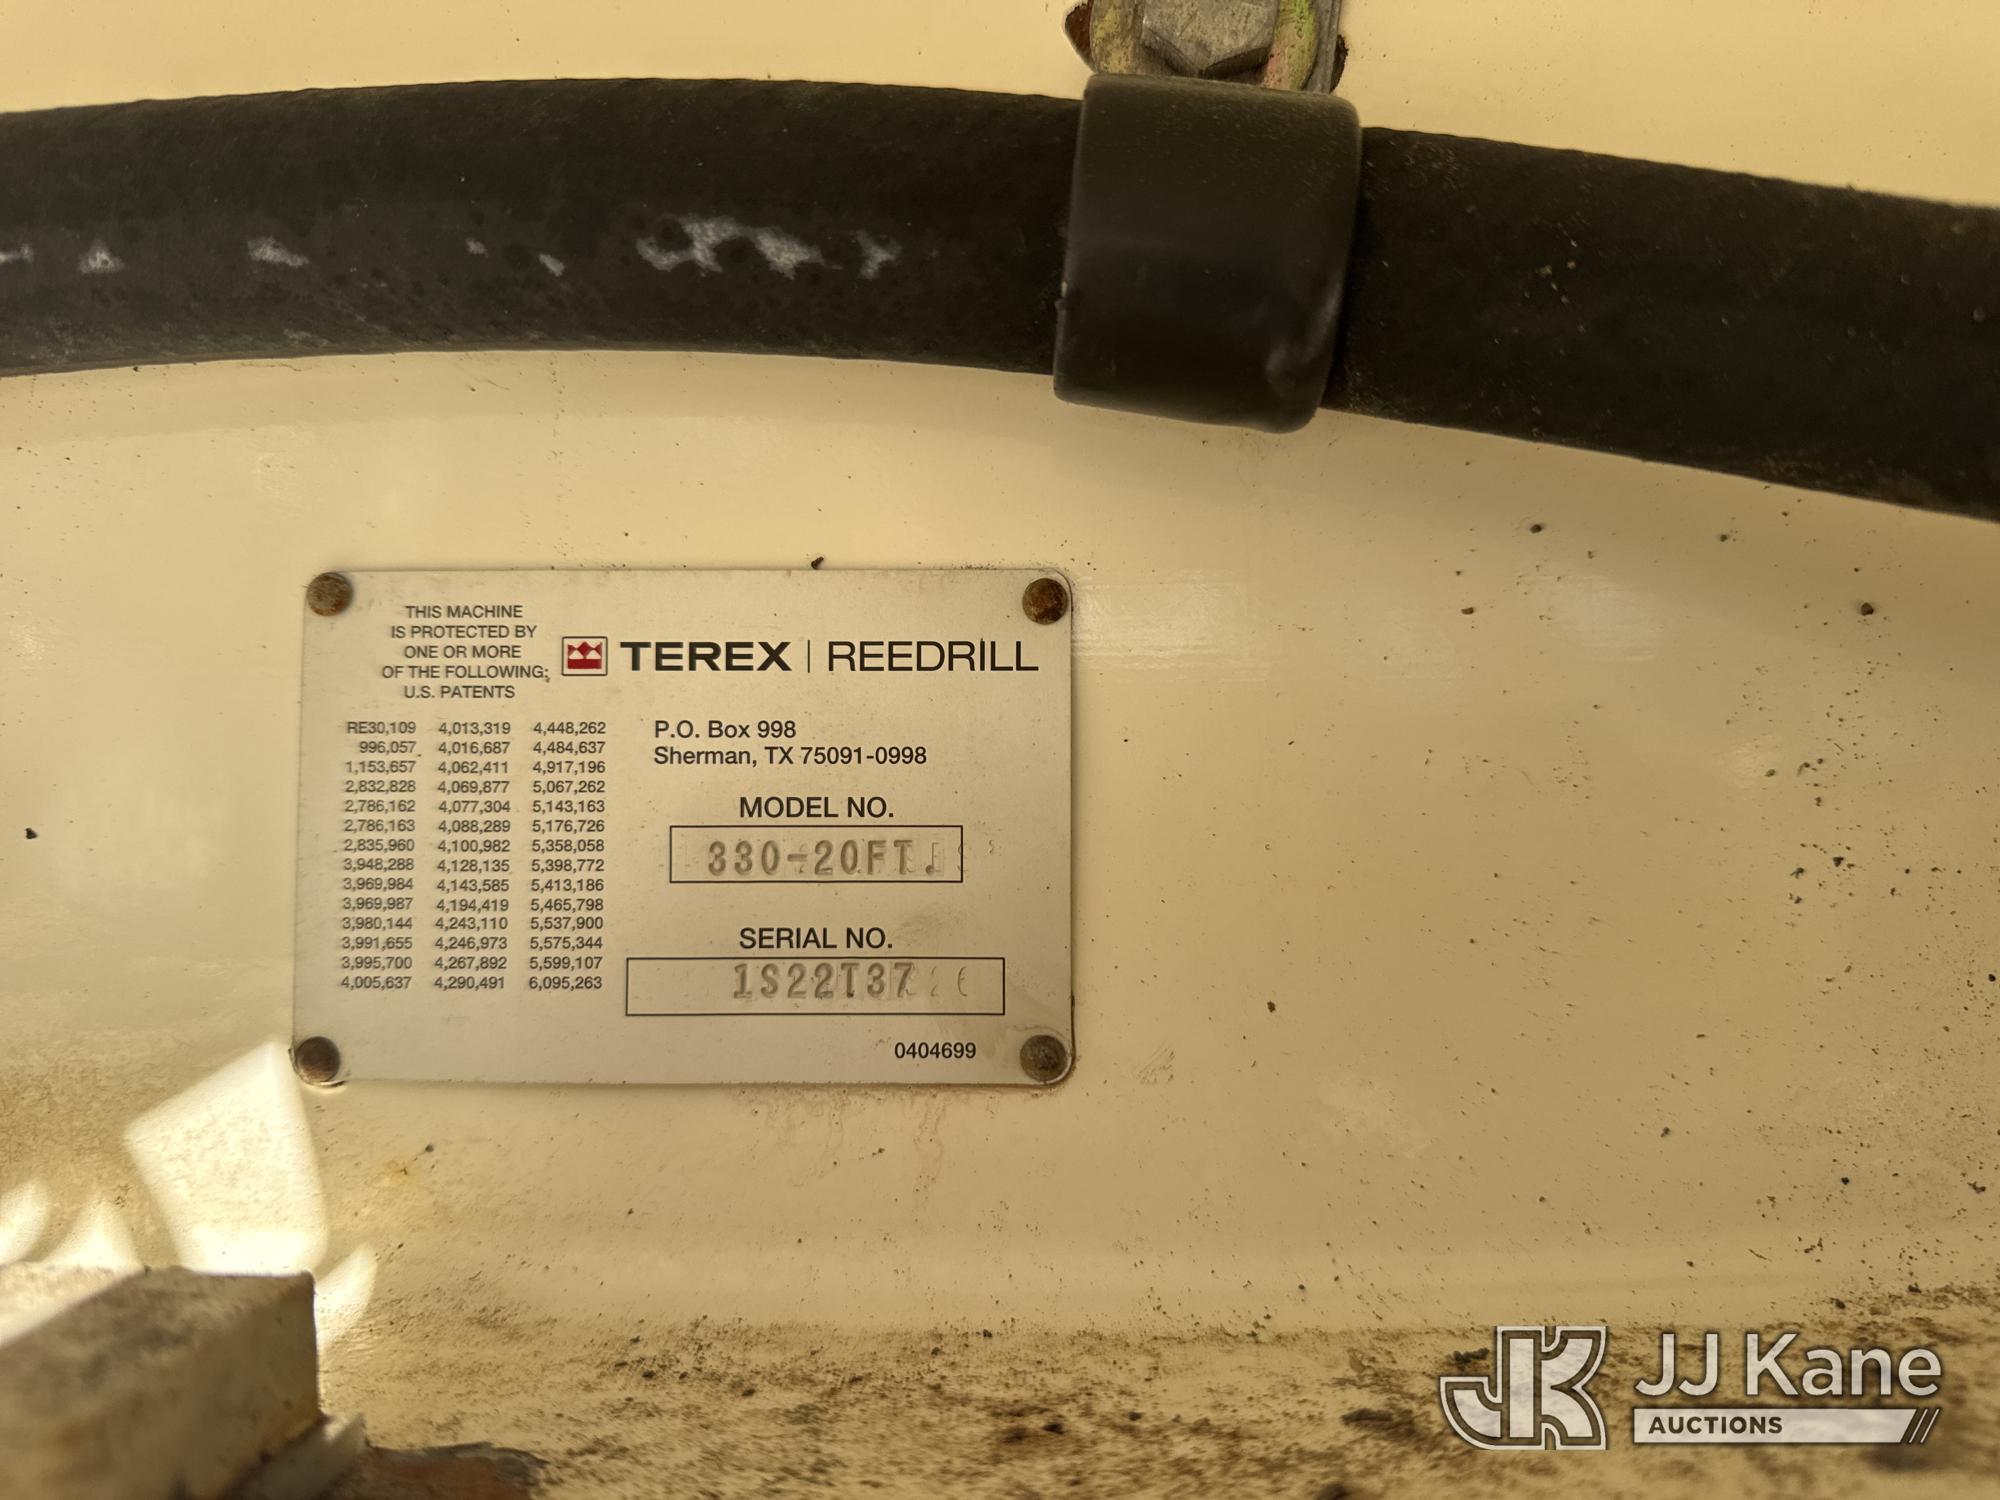 THIS MACHINE
IS PROTECTED BY
ONE OR MORE
OF THE FOLLOWING;
U.S. PATENTS
TEREX | REEDRILL
RE30,109 4,013,319 4,448,262
996,057 4,016,687 4,484,637
1,153,657 4,062,411 4,917,196
2,832,828 4,069,877 5,067,262
2,786,162 4,077,304 5,143,163
2,786,163 4,088,289 5,176,726
2,835,960 4,100,982 5,358,058
3,948,288 4,128,135 5,398,772
3,969,984 4,143,585 5,413,186
3,969,987 4,194,419 5,465,798
3,980,144 4,243,110 5,537,900
3,991,655 4,246,973 5,575,344
3,995,700 4,267,892 5,599,107
4,005,637 4,290,491 6,095,263
P.O. Box 998
Sherman, TX 75091-0998
MODEL NO.
330-20FT.
SERIAL NO.
1S22T37
0404699
JJ Kane
AUCTIONS